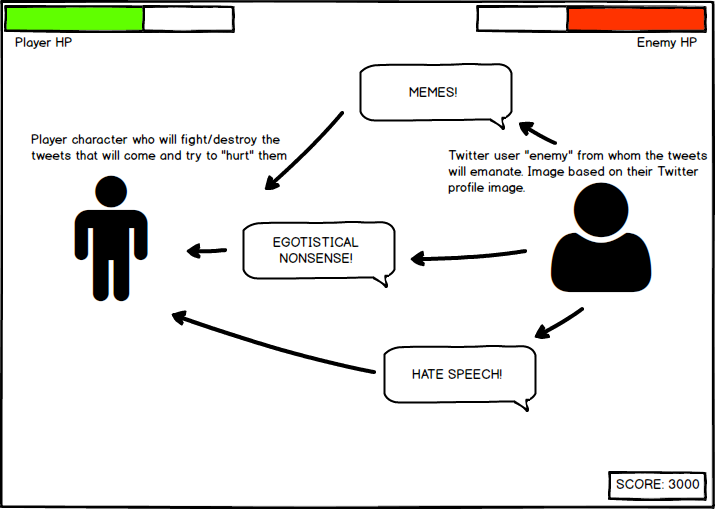 Player HP
Enemy HP
MEMES!
Player character who will fight/destroy the
tweets that will come and try to "hurt" them
Twitter user "enemy" from whom the tweets
will emanate. Image based on their Twitter
profile image.
EGOTISTICAL
NONSENSE!
HATE SPEECH!
SCORE: 3000